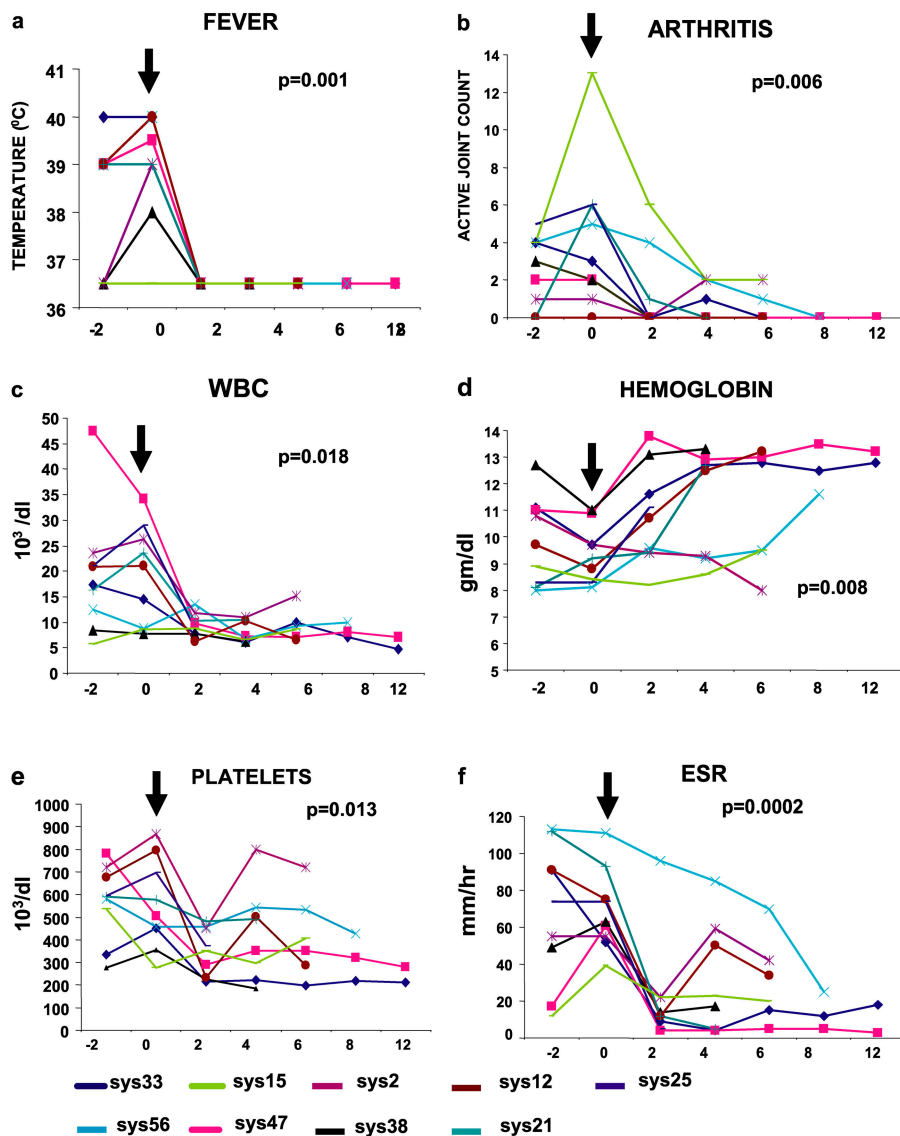 a FEVER
p=0.001
TEMPERATURE (⁰C)
41
40
39
38
37
36
-2 0 2 4 6 12 8
b ARTHRITIS
p=0.006
ACTIVE JOINT COUNT
14
12
10
8
6
4
2
0
-2 0 2 4 6 8 12
c WBC
p=0.018
10³/dl
50
45
40
35
30
25
20
15
10
5
0
-2 0 2 4 6 8 12
d HEMOGLOBIN
p=0.008
gm/dl
14
13
12
11
10
9
8
7
6
5
-2 0 2 4 6 8 12
e PLATELETS
p=0.013
10³/dl
1000
900
800
700
600
500
400
300
200
100
0
-2 0 2 4 6 8 12
f ESR
p=0.0002
mm/hr
120
100
80
60
40
20
0
-2 0 2 4 6 8 12
sys33 sys15 sys2 sys12 sys25
sys56 sys47 sys38 sys21